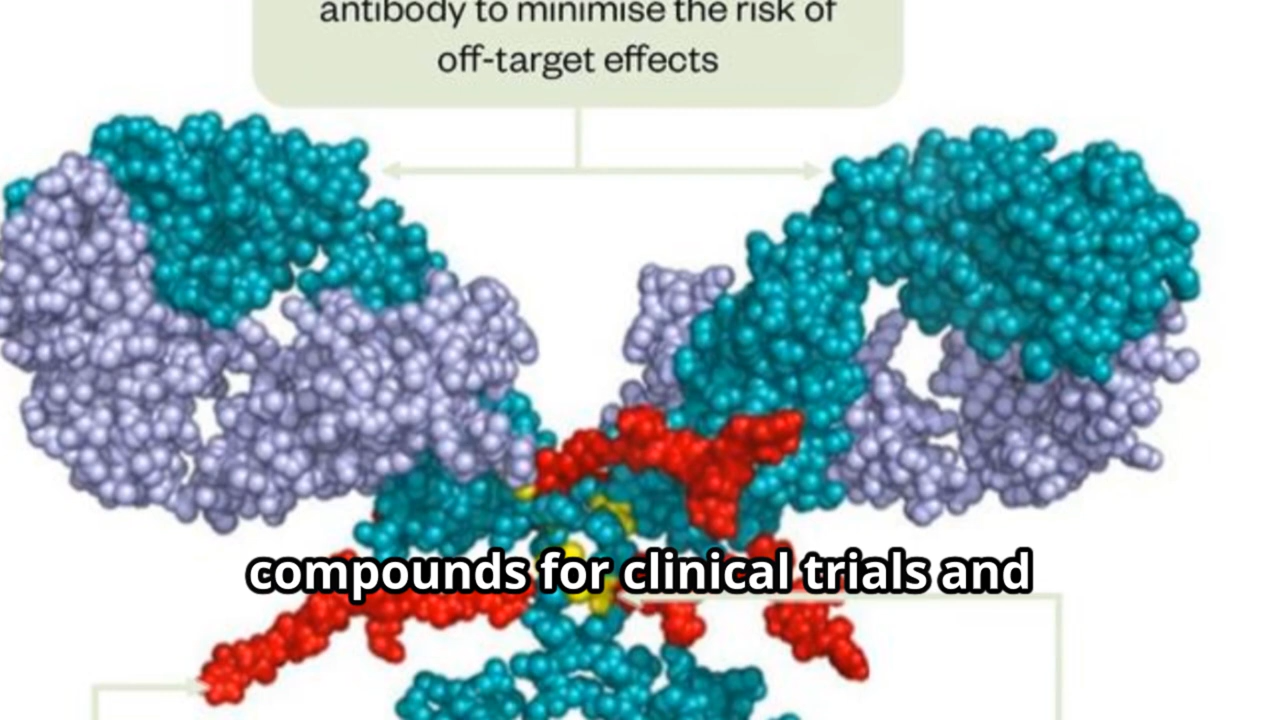 antibody to minimise the risk of
off-target effects
compounds for clinical trials and